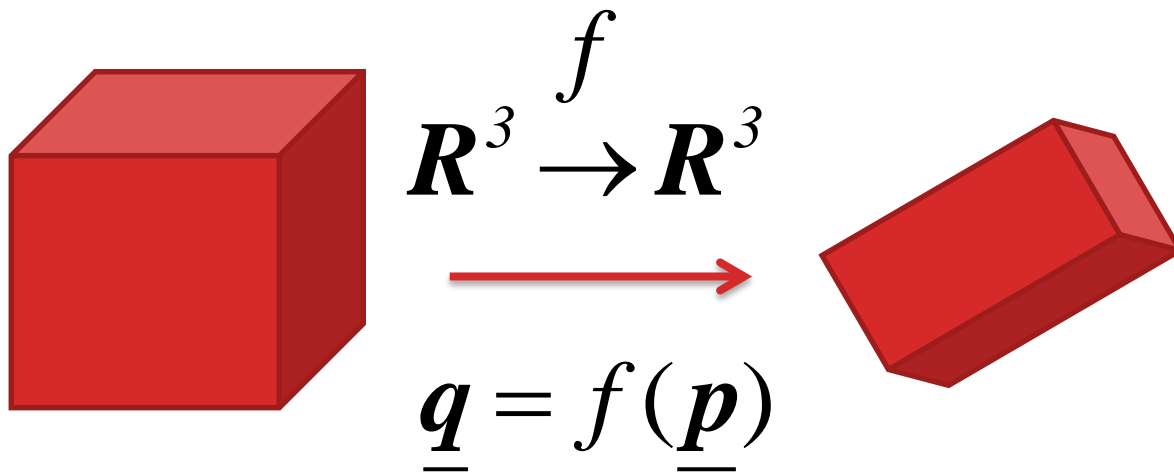 f
R³ → R³
q = f(p)